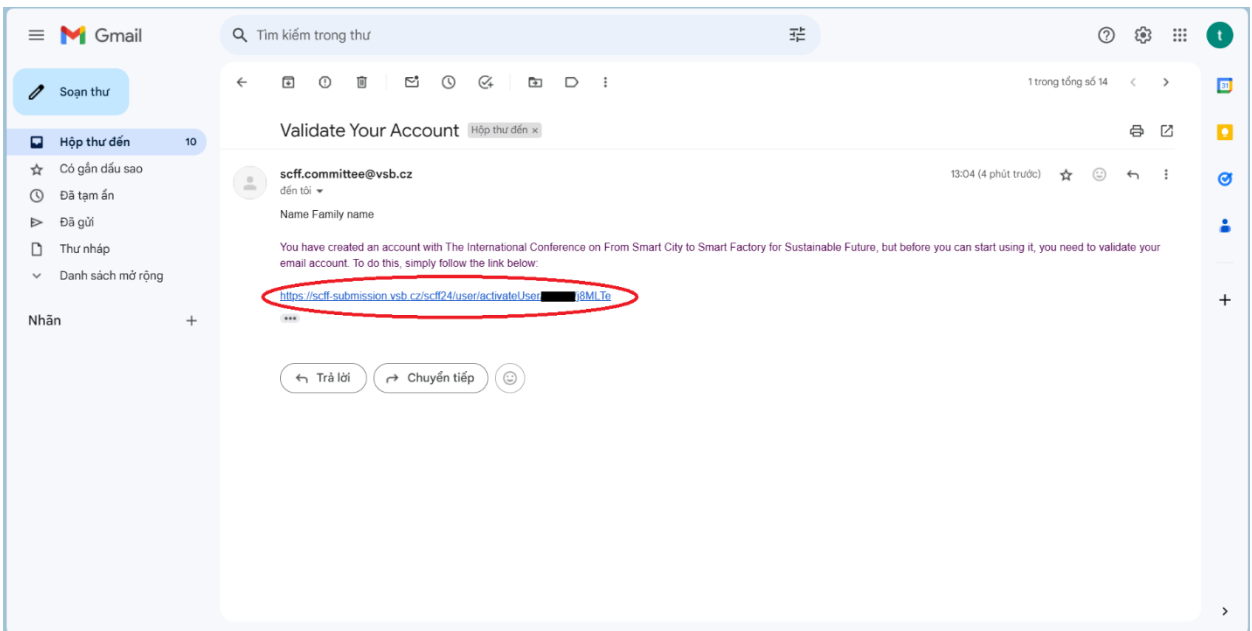 Gmail
Tìm kiếm trong thư
t
Soạn thư
1 trong tổng số 14
31
Validate Your Account Hộp thư đến x
Hộp thư đến 10
Có gắn dấu sao
Đã tạm ẩn
Đã gửi
Thư nháp
Danh sách mở rộng
Nhãn
scff.committee@vsb.cz
13:04 (4 phút trước)
đến tôi
Name Family name
You have created an account with The International Conference on From Smart City to Smart Factory for Sustainable Future, but before you can start using it, you need to validate your
email account. To do this, simply follow the link below:
https://scff-submission.vsb.cz/scff24/user/activateUser/ /j8MLTe
Trả lời
Chuyển tiếp